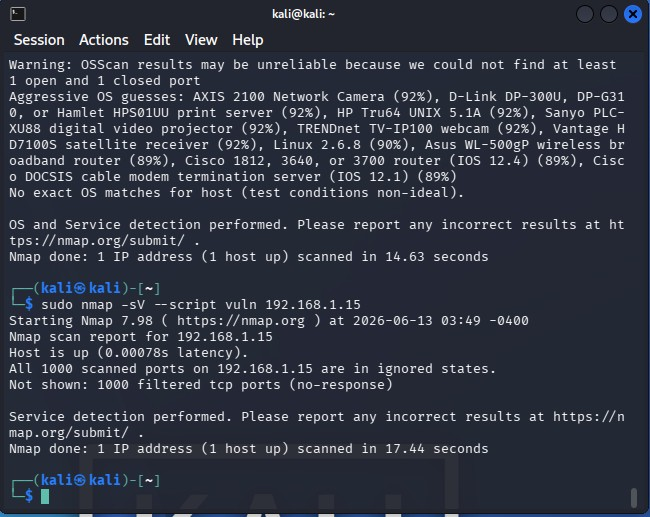 kali@kali: ~
Session Actions Edit View Help
Warning: OSScan results may be unreliable because we could not find at least
1 open and 1 closed port
Aggressive OS guesses: AXIS 2100 Network Camera (92%), D-Link DP-300U, DP-G31
0, or Hamlet HPS01UU print server (92%), HP Tru64 UNIX 5.1A (92%), Sanyo PLC-
XU88 digital video projector (92%), TRENDnet TV-IP100 webcam (92%), Vantage H
D7100S satellite receiver (92%), Linux 2.6.8 (90%), Asus WL-500gP wireless br
oadband router (89%), Cisco 1812, 3640, or 3700 router (IOS 12.4) (89%), Cisc
o DOCSIS cable modem termination server (IOS 12.1) (89%)
No exact OS matches for host (test conditions non-ideal).
OS and Service detection performed. Please report any incorrect results at ht
tps://nmap.org/submit/ .
Nmap done: 1 IP address (1 host up) scanned in 14.63 seconds
┌──(kali㉿kali)-[~]
└─$ sudo nmap -sV --script vuln 192.168.1.15
Starting Nmap 7.98 ( https://nmap.org ) at 2026-06-13 03:49 -0400
Nmap scan report for 192.168.1.15
Host is up (0.00078s latency).
All 1000 scanned ports on 192.168.1.15 are in ignored states.
Not shown: 1000 filtered tcp ports (no-response)
Service detection performed. Please report any incorrect results at https://n
map.org/submit/ .
Nmap done: 1 IP address (1 host up) scanned in 17.44 seconds
┌──(kali㉿kali)-[~]
└─$
KALI